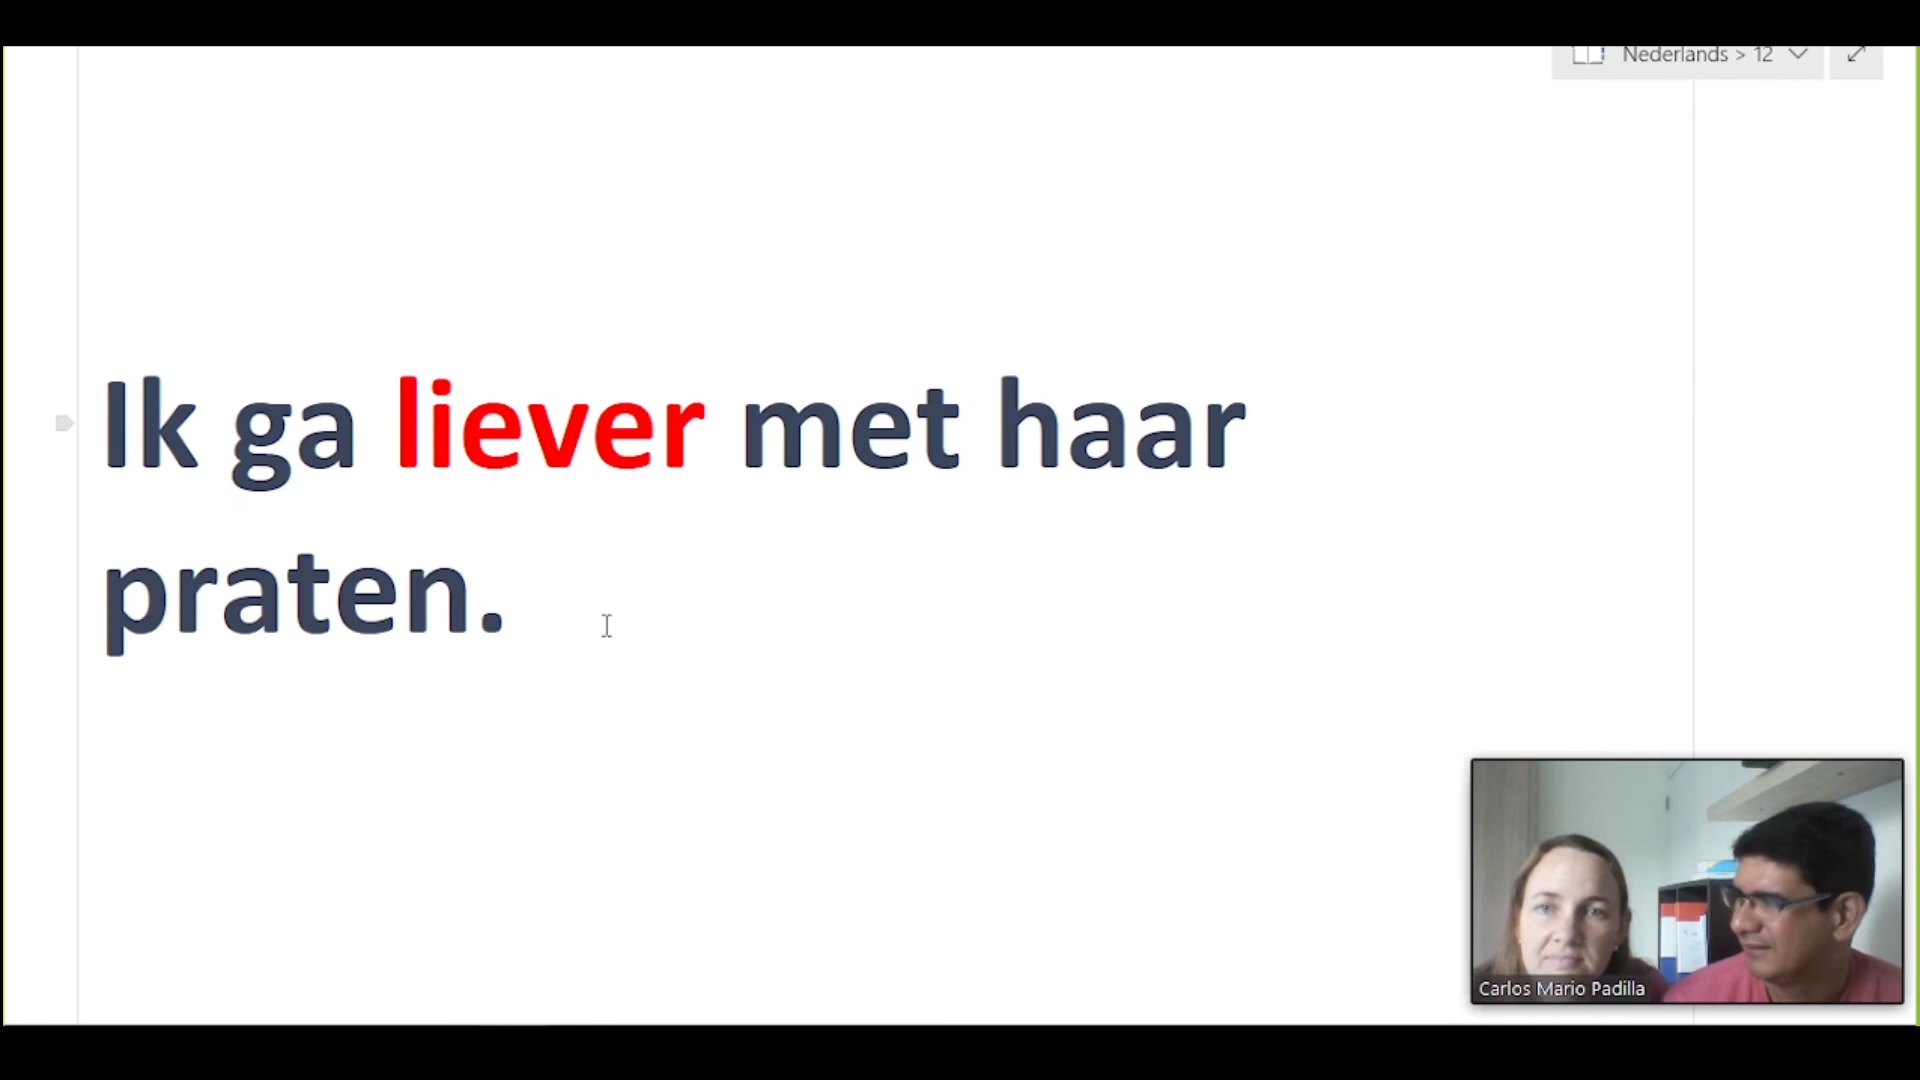 Nederlands > 12
Ik ga liever met haar
praten.
Carlos Mario Padilla